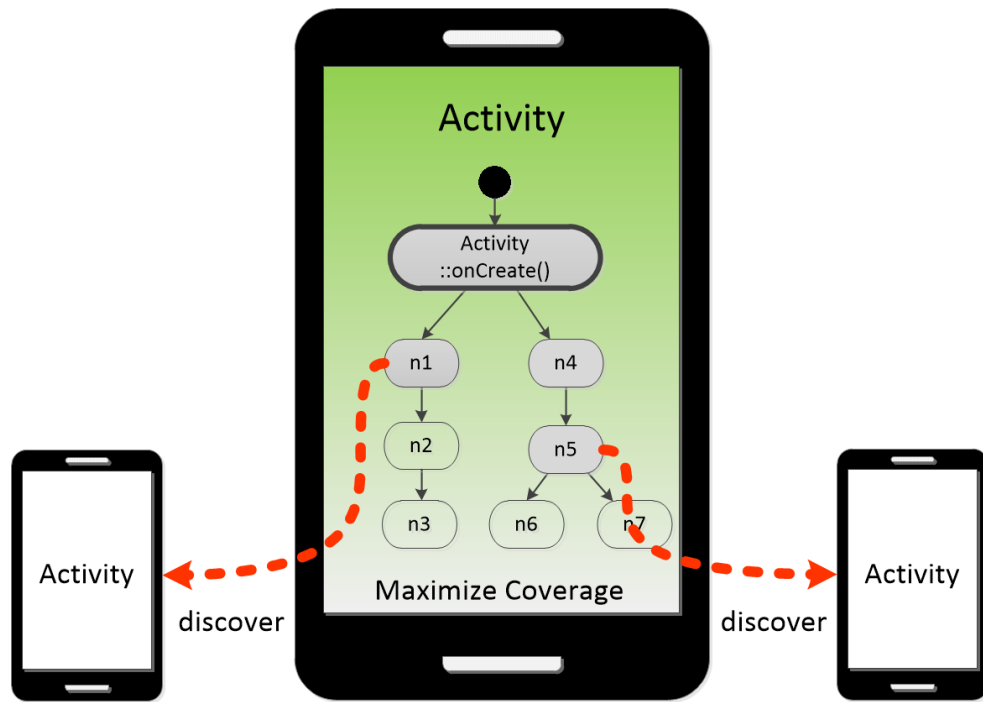 Activity
Activity
::onCreate()
n1
n4
n2
n5
n3
n6
n7
Activity
Activity
Maximize Coverage
discover
discover